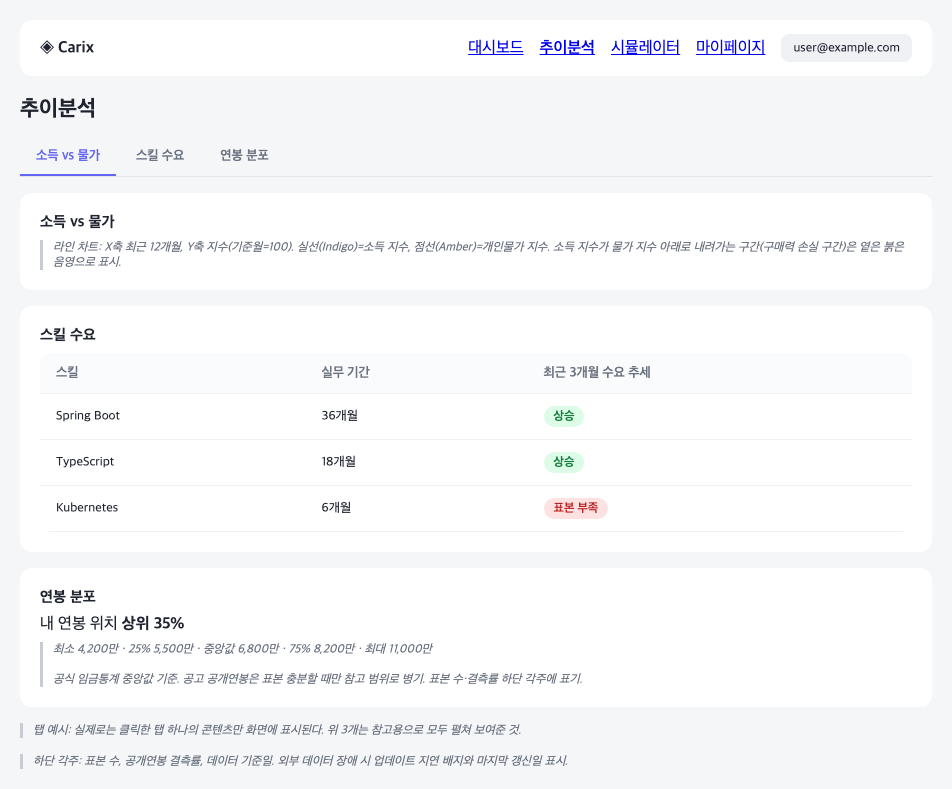 ◈ Carix
대시보드 추이분석 시뮬레이터 마이페이지 user@example.com
추이분석
소득 vs 물가 스킬 수요 연봉 분포
소득 vs 물가
라인 차트: X축 최근 12개월, Y축 지수(기준월=100). 실선(Indigo)=소득 지수, 점선(Amber)=개인물가 지수. 소득 지수가 물가 지수 아래로 내려가는 구간(구매력 손실 구간)은 옅은 붉은
음영으로 표시.
스킬 수요
스킬 실무 기간 최근 3개월 수요 추세
Spring Boot 36개월 상승
TypeScript 18개월 상승
Kubernetes 6개월 표본 부족
연봉 분포
내 연봉 위치 상위 35%
최소 4,200만 · 25% 5,500만 · 중앙값 6,800만 · 75% 8,200만 · 최대 11,000만
공식 임금통계 중앙값 기준. 공고 공개연봉은 표본 충분할 때만 참고 범위로 병기. 표본 수·결측률 하단 각주에 표기.
탭 예시: 실제로는 클릭한 탭 하나의 콘텐츠만 화면에 표시된다. 위 3개는 참고용으로 모두 펼쳐 보여준 것.
하단 각주: 표본 수, 공개연봉 결측률, 데이터 기준일. 외부 데이터 장애 시 업데이트 지연 배지와 마지막 갱신일 표시.